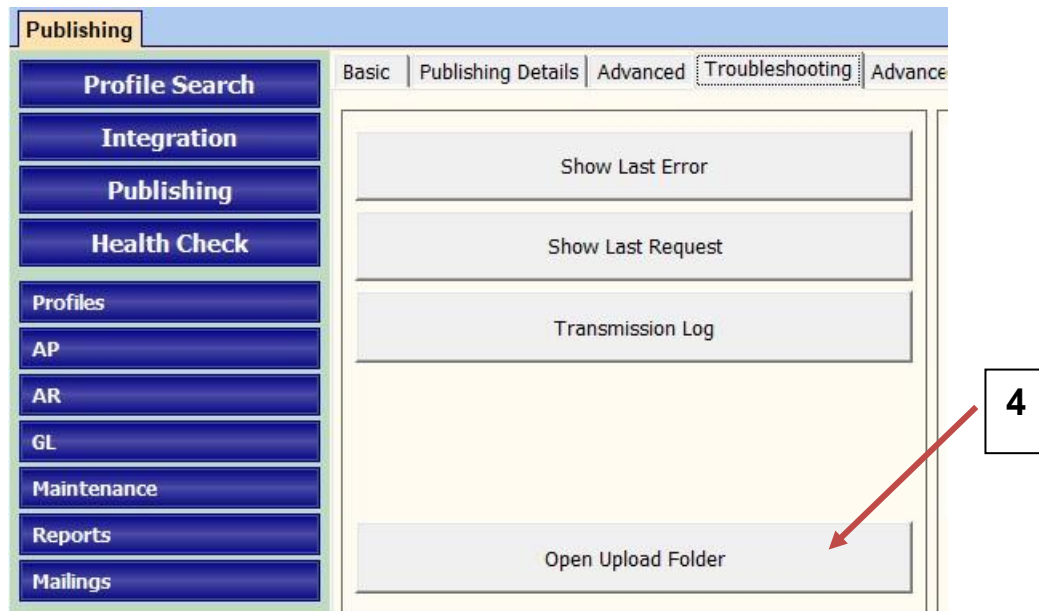 Publishing
Profile Search
Integration
Publishing
Health Check
Profiles
AP
AR
GL
Maintenance
Reports
Mailings
Basic Publishing Details Advanced Troubleshooting Advance
Show Last Error
Show Last Request
Transmission Log
Open Upload Folder
4